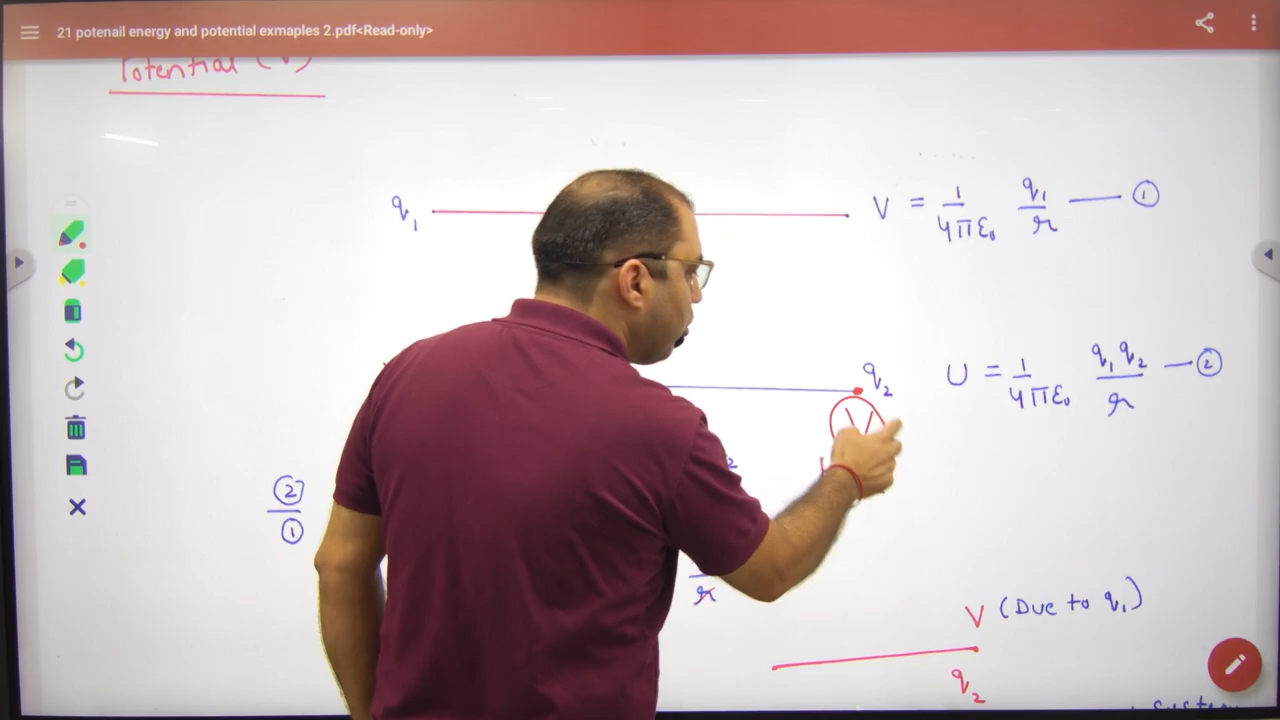 21 potenail energy and potential exmaples 2.pdf<Read-only>
Potential (V)
q₁ V = 1/4πε₀ q₁/r — ①
q₂ U = 1/4πε₀ q₁q₂/r — ②
V
②/①
r
V (Due to q₁)
q₂
system